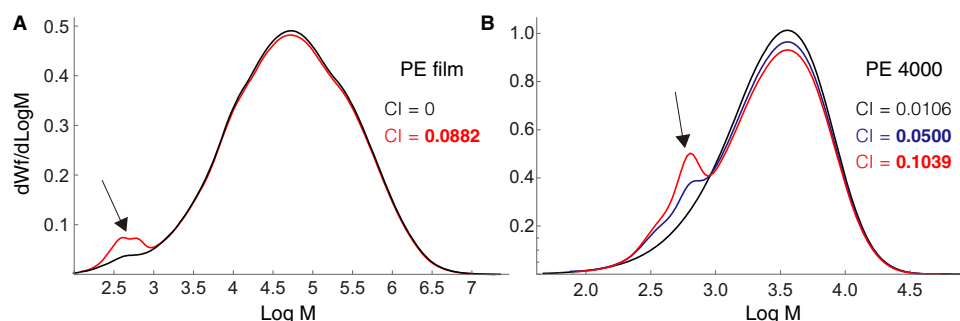 A
B
dWf/dLogM
0.5
0.4
0.3
0.2
0.1
PE film
CI = 0
CI = 0.0882
2.5 3 3.5 4 4.5 5 5.5 6 6.5 7
Log M
1.0
0.8
0.6
0.4
0.2
PE 4000
CI = 0.0106
CI = 0.0500
CI = 0.1039
2.0 2.5 3.0 3.5 4.0 4.5
Log M